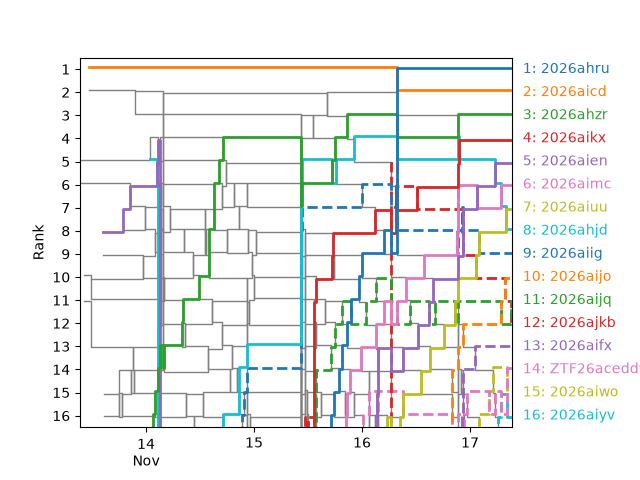 Rank
1
2
3
4
5
6
7
8
9
10
11
12
13
14
15
16
14
15
16
17
Nov
1: 2026ahru
2: 2026aicd
3: 2026ahzr
4: 2026aikx
5: 2026aien
6: 2026aimc
7: 2026aiuu
8: 2026ahjd
9: 2026aiig
10: 2026aijo
11: 2026aijq
12: 2026ajkb
13: 2026aifx
14: ZTF26acedd
15: 2026aiwo
16: 2026aiyv